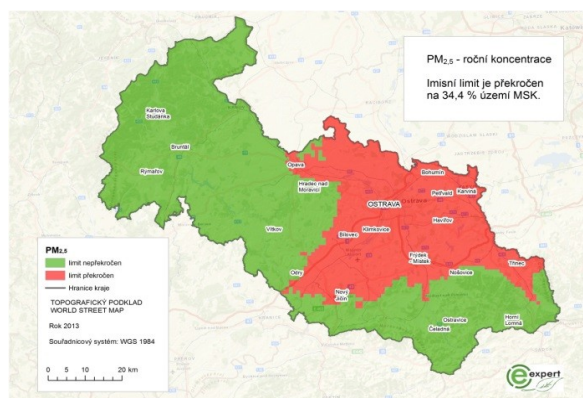 PM2,5 - roční koncentrace
Imisní limit je překročen
na 34,4 % území MSK.
Karlova
Studánka
Bruntál
Rýmařov
Opava
Hradec nad
Moravicí
Vítkov
Odry
Bílovec
Klimkovice
OSTRAVA
Bohumín
Petřvald
Karviná
Havířov
Frýdek
Místek
Nošovice
Třinec
Nový
Jičín
Ostravice
Čeladná
Horní
Lomná
PM2,5
limit nepřekročen
limit překročen
Hranice kraje
TOPOGRAFICKÝ PODKLAD
WORLD STREET MAP
Rok 2013
Souřadnicový systém: WGS 1984
0 5 10 20 km
expert